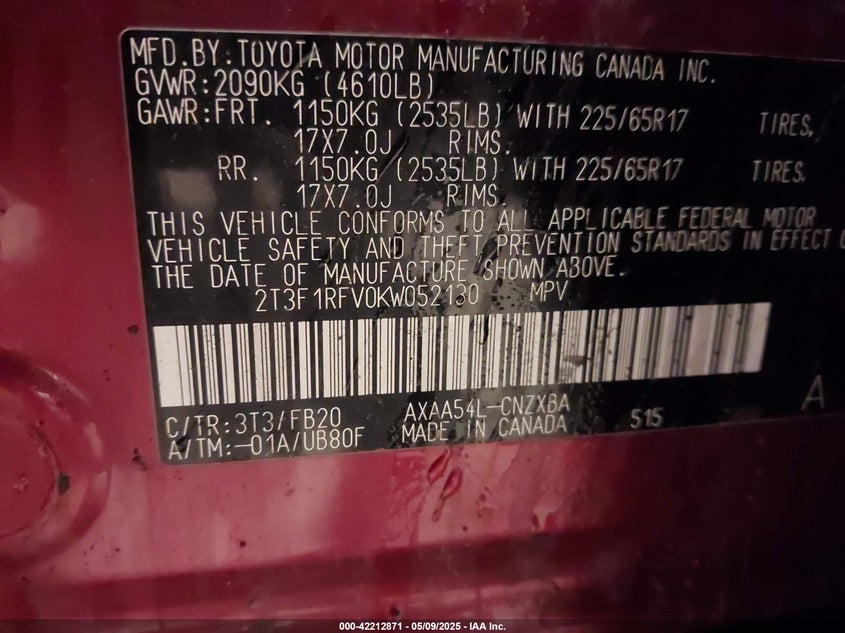 MFD.BY:TOYOTA MOTOR MANUFACTURING CANADA INC.
GVWR:2090KG (4610LB)
GAWR:FRT. 1150KG (2535LB) WITH 225/65R17 TIRES,
17X7.0J RIMS.
RR. 1150KG (2535LB) WITH 225/65R17 TIRES,
17X7.0J RIMS
THIS VEHICLE CONFORMS TO ALL APPLICABLE FEDERAL MOTOR
VEHICLE SAFETY AND THEFT PREVENTION STANDARDS IN EFFECT
THE DATE OF MANUFACTURE SHOWN ABOVE.
2T3F1RFV0KW052130 MPV
C/TR:3T3/FB20 AXAA54L-CNZXBA 515 A
A/TM:-01A/UB80F MADE IN CANADA
000-42212871 - 05/09/2025 - IAA Inc.